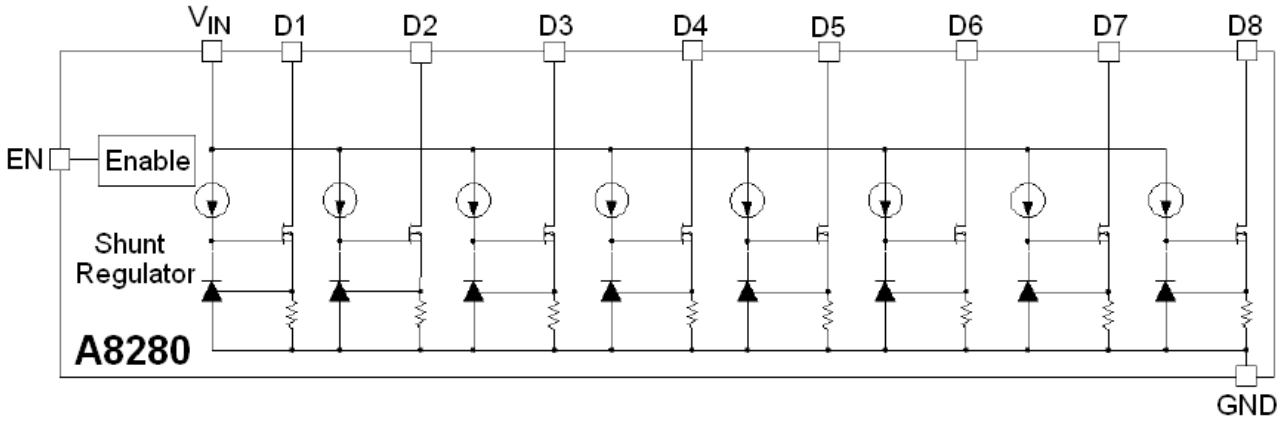 VIN D1 D2 D3 D4 D5 D6 D7 D8
EN Enable
Shunt
Regulator
A8280
GND